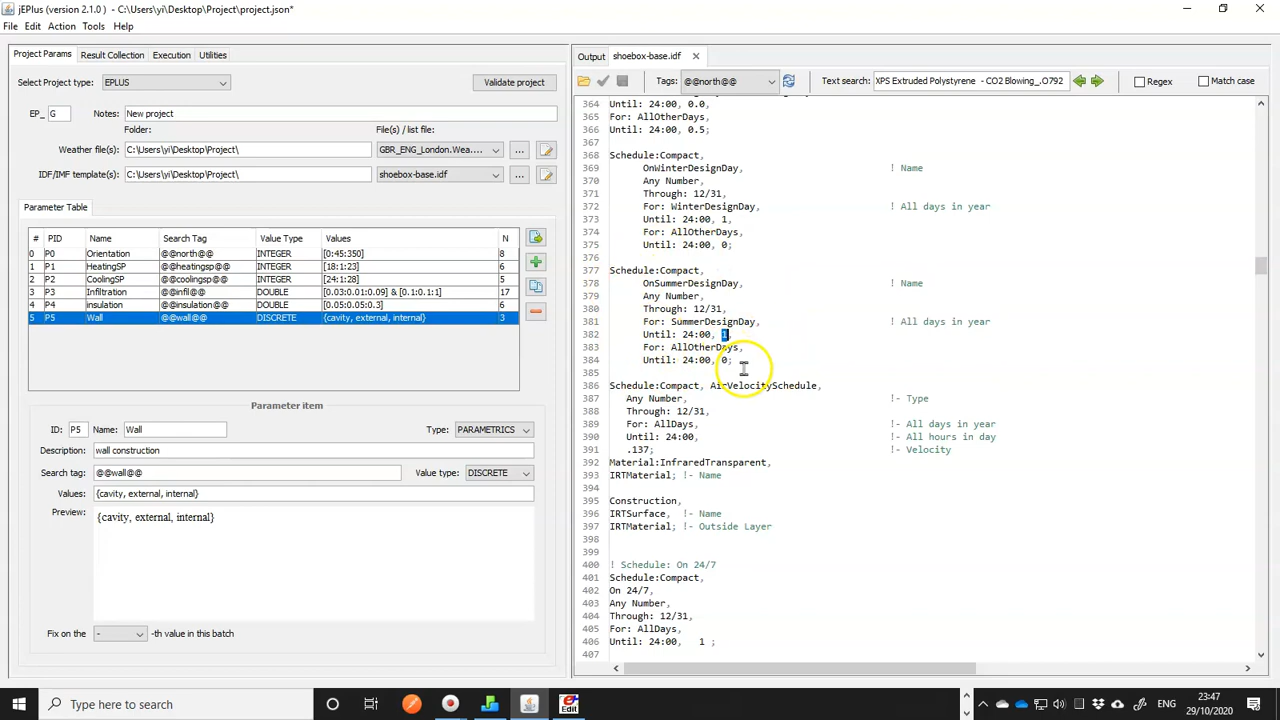 jEPlus (version 2.1.0 ) - C:\Users\yi\Desktop\Project\project.json*
File Edit Action Tools Help
Project Params Result Collection Execution Utilities
Select Project type: EPLUS Validate project
EP_ G Notes: New project
Folder: File(s) / list file:
Weather file(s): C:\Users\yi\Desktop\Project\ GBR_ENG_London.Wea.... ...
IDF/IMF template(s): C:\Users\yi\Desktop\Project\ shoebox-base.idf ...
Parameter Table
# PID Name Search Tag Value Type Values N
0 P0 Orientation @@north@@ INTEGER [0:45:350] 8
1 P1 HeatingSP @@heatingsp@@ INTEGER [18:1:23] 6
2 P2 CoolingSP @@coolingsp@@ INTEGER [24:1:28] 5
3 P3 Infiltration @@infil@@ DOUBLE [0.03:0.01:0.09] & [0.1:0.1:1] 17
4 P4 insulation @@insulation@@ DOUBLE [0.05:0.05:0.3] 6
5 P5 Wall @@wall@@ DISCRETE {cavity, external, internal} 3
Parameter item
ID: P5 Name: Wall Type: PARAMETRICS
Description: wall construction
Search tag: @@wall@@ Value type: DISCRETE
Values: {cavity, external, internal}
Preview: {cavity, external, internal}
Fix on the - -th value in this batch
Output shoebox-base.idf
Tags: @@north@@ Text search: XPS Extruded Polystyrene - CO2 Blowing_.O792 Regex Match case
364 Until: 24:00, 0.0,
365 For: AllOtherDays,
366 Until: 24:00, 0.5;
367
368 Schedule:Compact,
369 OnWinterDesignDay, ! Name
370 Any Number,
371 Through: 12/31,
372 For: WinterDesignDay, ! All days in year
373 Until: 24:00, 1,
374 For: AllOtherDays,
375 Until: 24:00, 0;
376
377 Schedule:Compact,
378 OnSummerDesignDay, ! Name
379 Any Number,
380 Through: 12/31,
381 For: SummerDesignDay, ! All days in year
382 Until: 24:00, 1,
383 For: AllOtherDays,
384 Until: 24:00, 0;
385
386 Schedule:Compact, AirVelocitySchedule,
387 Any Number, !- Type
388 Through: 12/31,
389 For: AllDays, !- All days in year
390 Until: 24:00, !- All hours in day
391 .137; !- Velocity
392 Material:InfraredTransparent,
393 IRTMaterial; !- Name
394
395 Construction,
396 IRTSurface, !- Name
397 IRTMaterial; !- Outside Layer
398
399
400 ! Schedule: On 24/7
401 Schedule:Compact,
402 On 24/7,
403 Any Number,
404 Through: 12/31,
405 For: AllDays,
406 Until: 24:00, 1 ;
407
Type here to search
Edit
ENG
23:47
29/10/2020